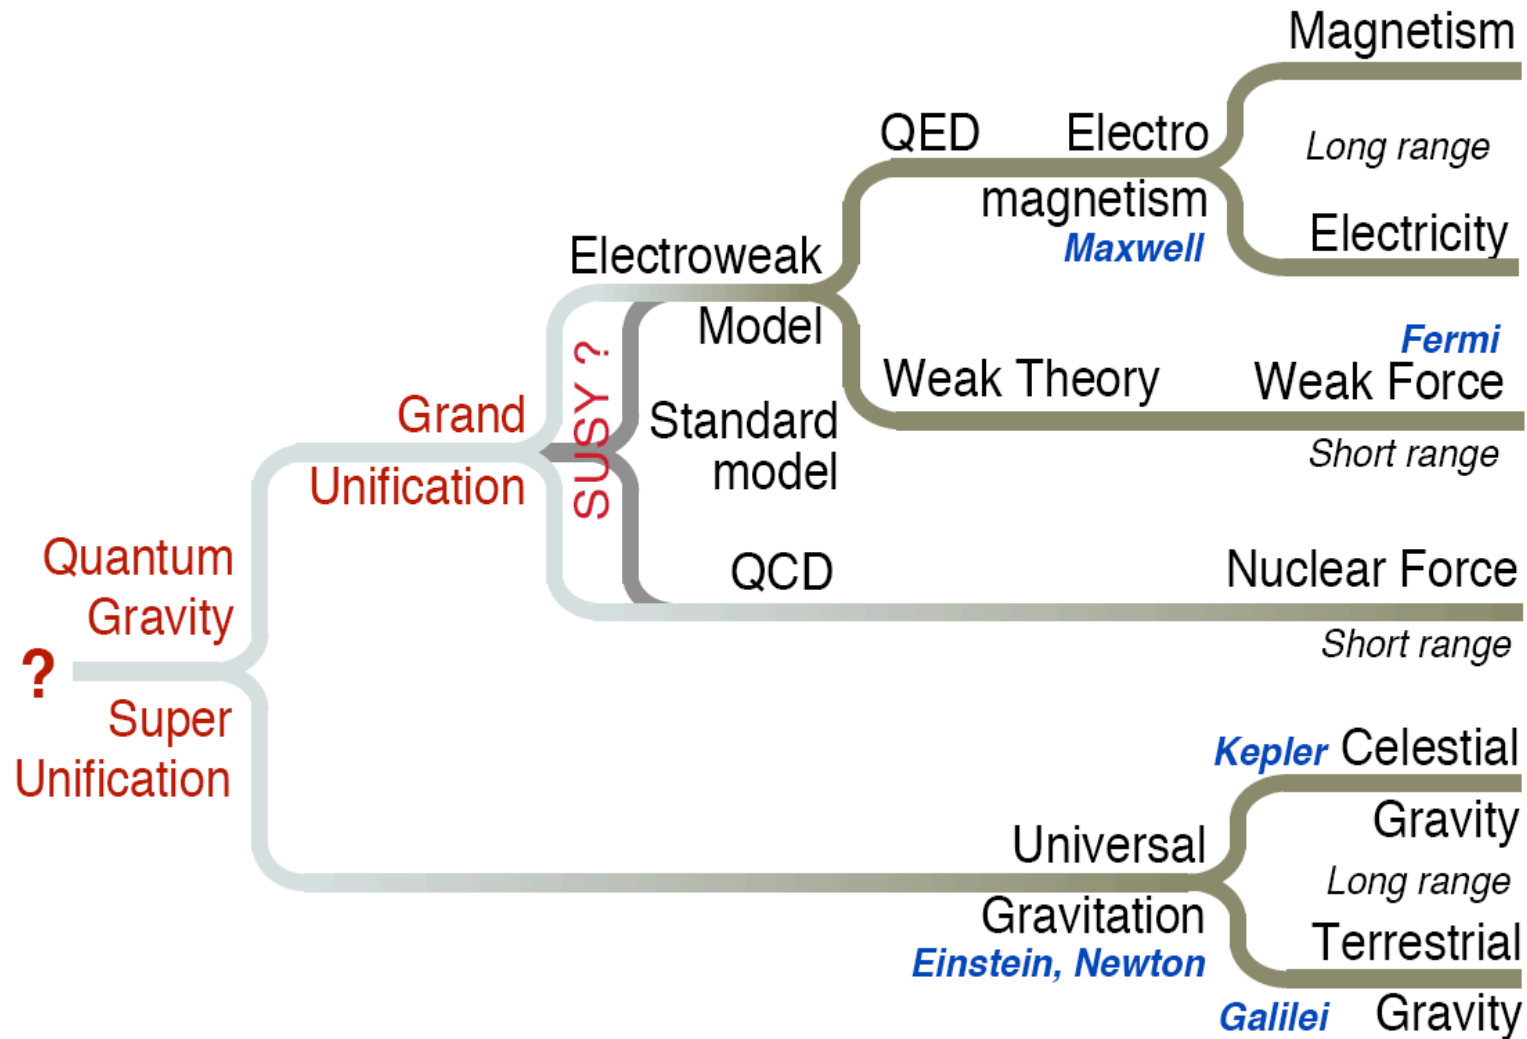 Magnetism
QED
Electro
Long range
magnetism
Maxwell
Electricity
Electroweak
Model
Fermi
Weak Theory
Weak Force
Short range
SUSY ?
Grand
Unification
Standard
model
QCD
Nuclear Force
Short range
Quantum
Gravity
?
Super
Unification
Kepler Celestial
Gravity
Universal
Gravitation
Einstein, Newton
Long range
Terrestrial
Galilei Gravity